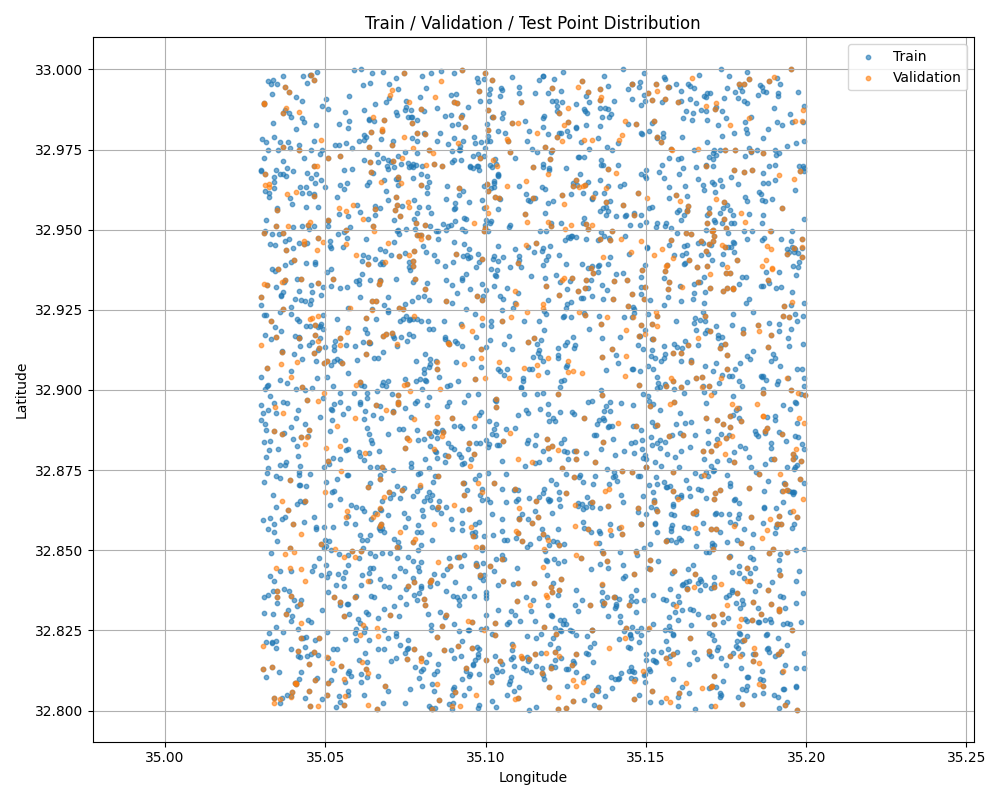 Train / Validation / Test Point Distribution
Train
Validation
33.000
32.975
32.950
32.925
32.900
32.875
32.850
32.825
32.800
Latitude
35.00 35.05 35.10 35.15 35.20 35.25
Longitude